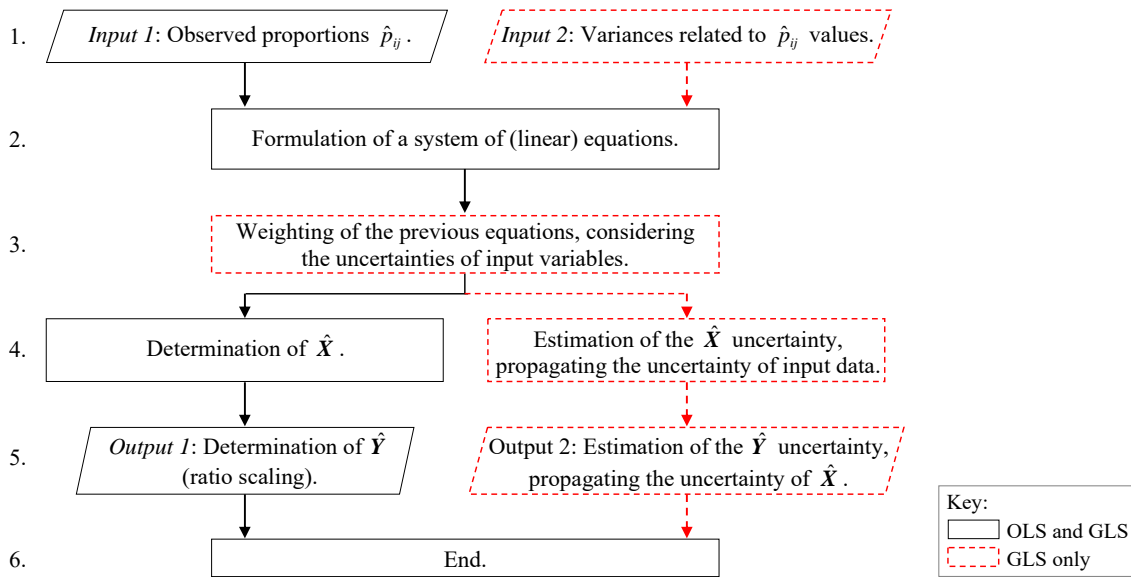 1. Input 1: Observed proportions p̂ij . Input 2: Variances related to p̂ij values.
2. Formulation of a system of (linear) equations.
3. Weighting of the previous equations, considering
the uncertainties of input variables.
4. Determination of X̂ . Estimation of the X̂ uncertainty,
propagating the uncertainty of input data.
5. Output 1: Determination of Ŷ
(ratio scaling).
Output 2: Estimation of the Ŷ uncertainty,
propagating the uncertainty of X̂ .
6. End.
Key:
OLS and GLS
GLS only